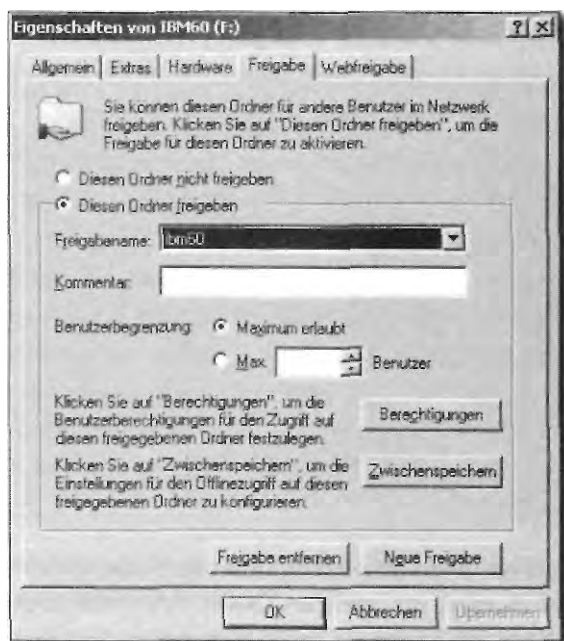 Eigenschaften von IBM60 (F:)
Allgemein Extras Hardware Freigabe Webfreigabe
Sie können diesen Ordner für andere Benutzer im Netzwerk
freigeben. Klicken Sie auf "Diesen Ordner freigeben", um die
Freigabe für diesen Ordner zu aktivieren.
Diesen Ordner nicht freigeben
Diesen Ordner freigeben
Freigabename: Ibm60
Kommentar:
Benutzerbegrenzung: Maximum erlaubt
Max. Benutzer
Klicken Sie auf "Berechtigungen", um die
Benutzerberechtigungen für den Zugriff auf
diesen freigegebenen Ordner festzulegen.
Berechtigungen
Klicken Sie auf "Zwischenspeichern", um die
Einstellungen für den Offlinezugriff auf diesen
freigegebenen Ordner zu konfigurieren.
Zwischenspeichern
Freigabe entfernen Neue Freigabe
OK Abbrechen Übernehmen